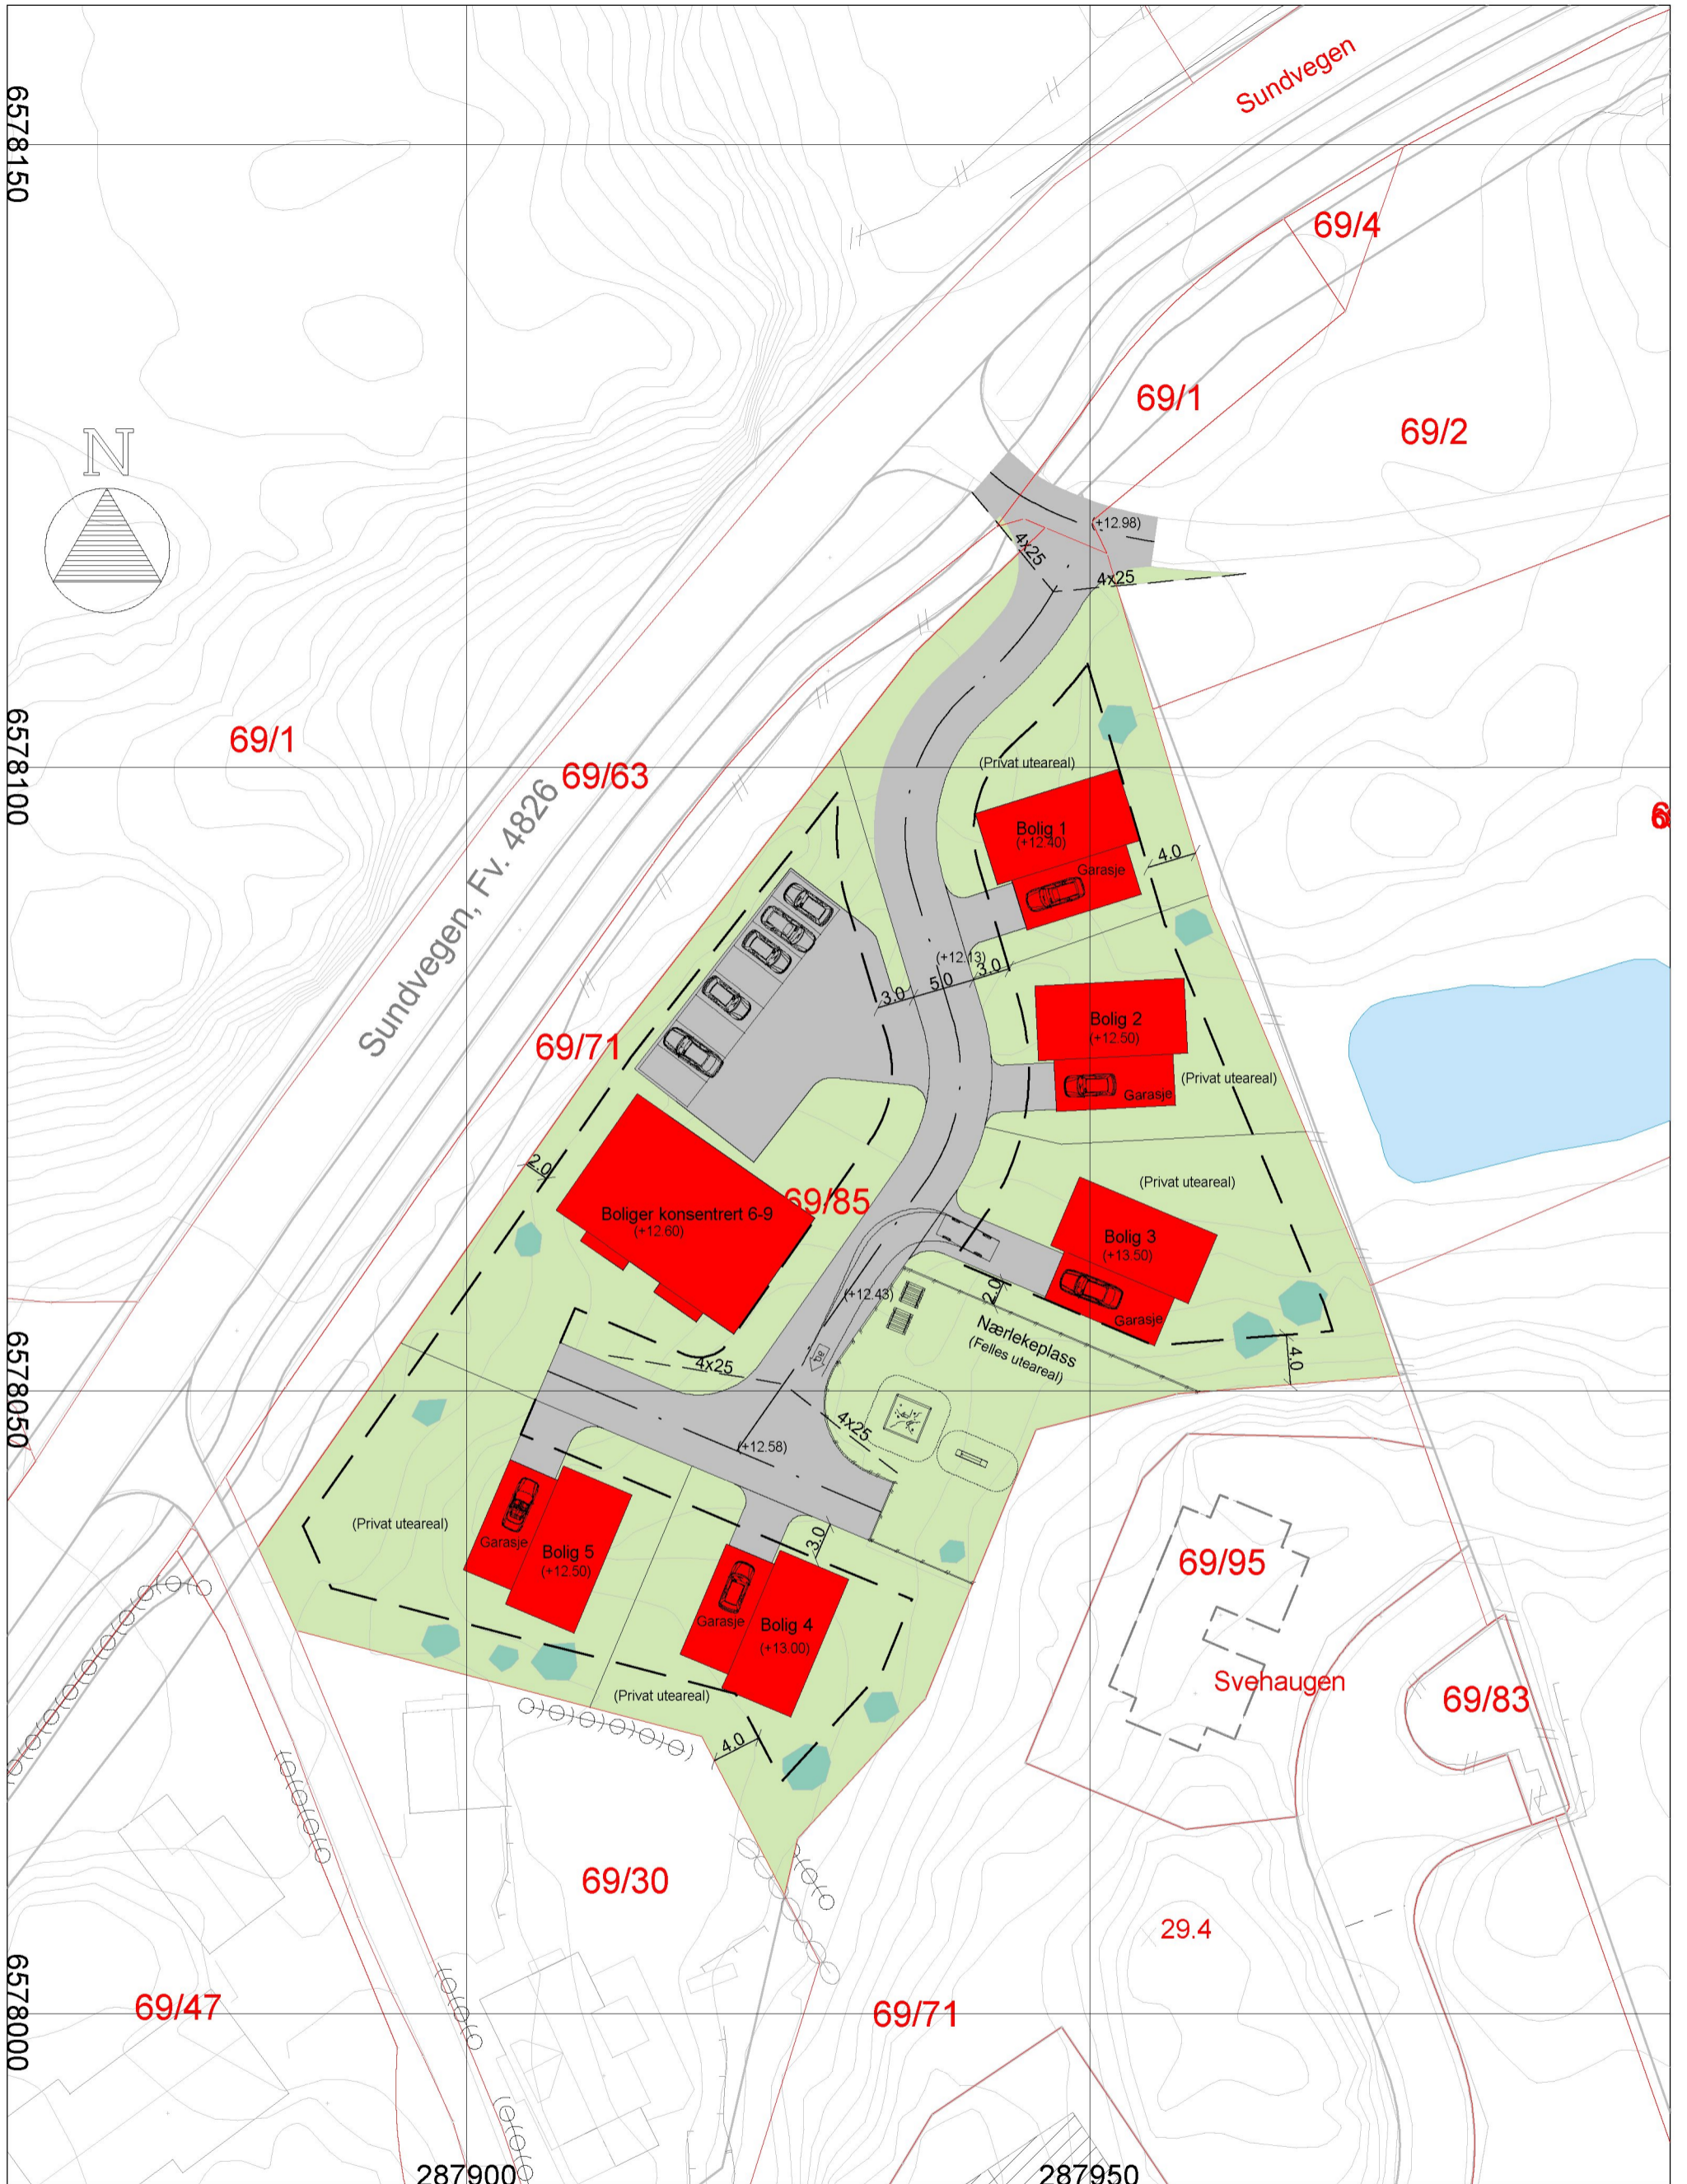 Sundvegen
6578150
69/4
69/1
69/2
N
(+12.98)
4x25
4x25
6578100
69/1
69/63
(Privat uteareal)
Sundvegen, Fv. 4826
Bolig 1
(+12.40)
4.0
Garasje
(+12.13)
3.0
5.0
3.0
Bolig 2
(+12.50)
69/71
(Privat uteareal)
Garasje
2.0
(Privat uteareal)
69/85
Boliger konsentrert 6-9
(+12.60)
Bolig 3
(+13.50)
2.0
(+12.43)
Garasje
Nærlekeplass
(Felles uteareal)
4.0
6578050
4x25
4x25
(+12.58)
(Privat uteareal)
3.0
Garasje
Bolig 5
(+12.50)
69/95
Garasje
Bolig 4
(+13.00)
Svehaugen
69/83
(Privat uteareal)
4.0
69/30
29.4
6578000
69/47
69/71
287900
287950